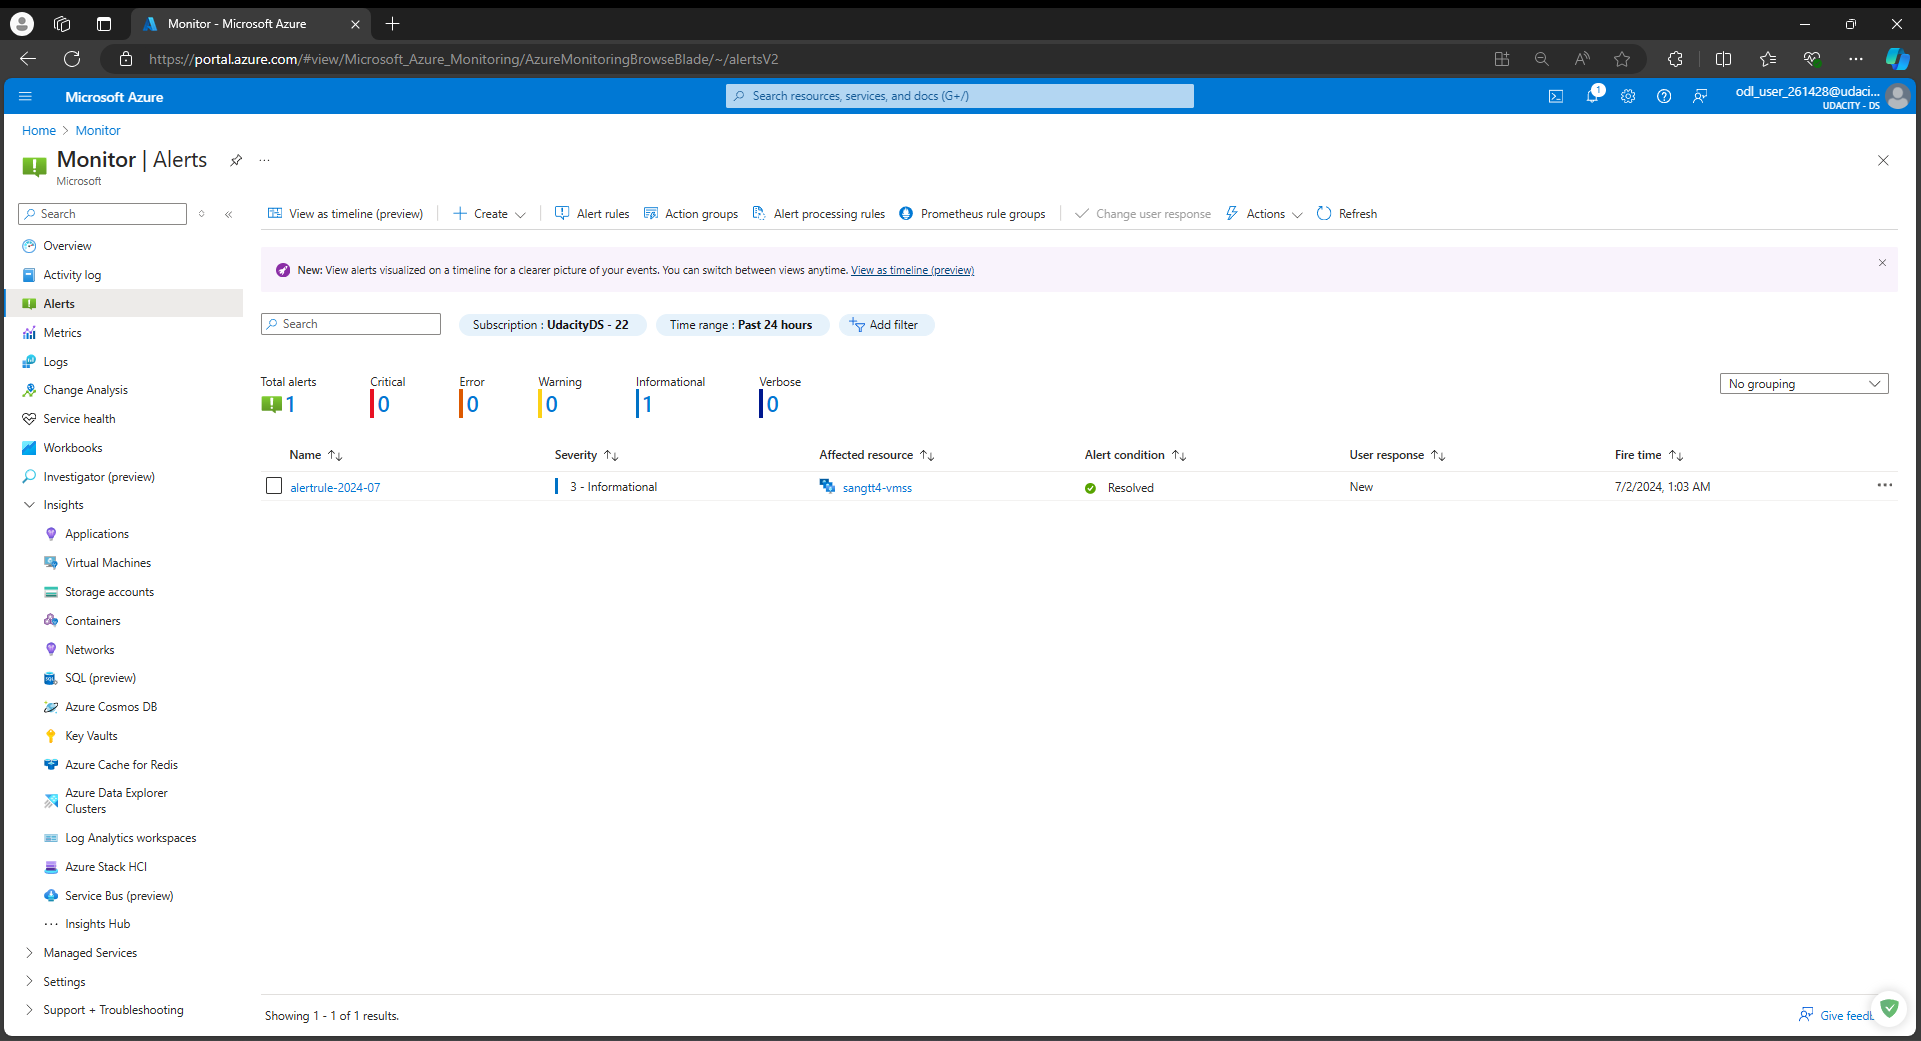 Monitor - Microsoft Azure
https://portal.azure.com/#view/Microsoft_Azure_Monitoring/AzureMonitoringBrowseBlade/~/alertsV2
Microsoft Azure
Search resources, services, and docs (G+/)
1
odl_user_261428@udaci...
UDACITY - DS
Home > Monitor
Monitor | Alerts
...
Microsoft
Search
View as timeline (preview)
Create
Alert rules
Action groups
Alert processing rules
Prometheus rule groups
Change user response
Actions
Refresh
Overview
Activity log
Alerts
Metrics
Logs
Change Analysis
Service health
Workbooks
Investigator (preview)
Insights
Applications
Virtual Machines
Storage accounts
Containers
Networks
SQL (preview)
Azure Cosmos DB
Key Vaults
Azure Cache for Redis
Azure Data Explorer
Clusters
Log Analytics workspaces
Azure Stack HCI
Service Bus (preview)
Insights Hub
Managed Services
Settings
Support + Troubleshooting
New: View alerts visualized on a timeline for a clearer picture of your events. You can switch between views anytime. View as timeline (preview)
Search
Subscription : UdacityDS - 22
Time range : Past 24 hours
Add filter
Total alerts
1
Critical
0
Error
0
Warning
0
Informational
1
Verbose
0
No grouping
Name
Severity
Affected resource
Alert condition
User response
Fire time
alertrule-2024-07
3 - Informational
sangtt4-vmss
Resolved
New
7/2/2024, 1:03 AM
Showing 1 - 1 of 1 results.
Give feedb